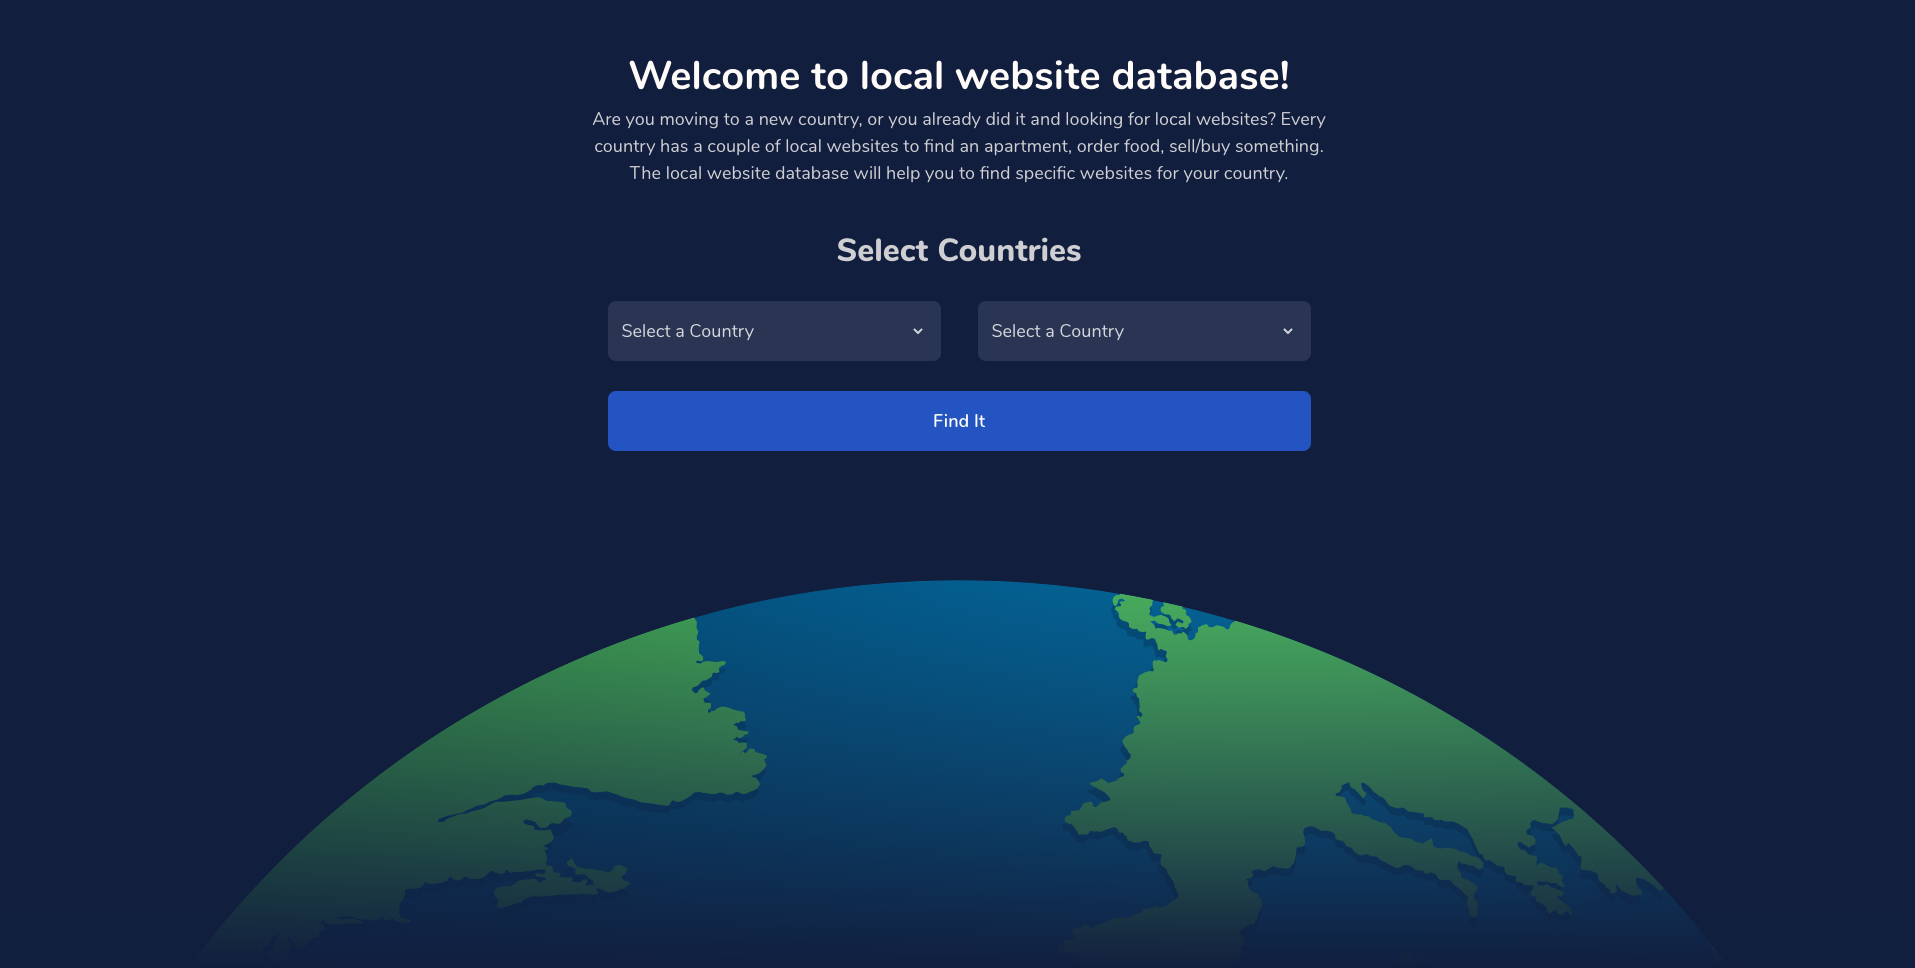 Welcome to local website database!
Are you moving to a new country, or you already did it and looking for local websites? Every
country has a couple of local websites to find an apartment, order food, sell/buy something.
The local website database will help you to find specific websites for your country.
Select Countries
Select a Country
Select a Country
Find It